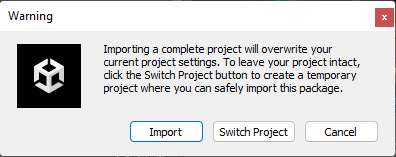 Warning
x
Importing a complete project will overwrite your
current project settings. To leave your project intact,
click the Switch Project button to create a temporary
project where you can safely import this package.
Import Switch Project Cancel